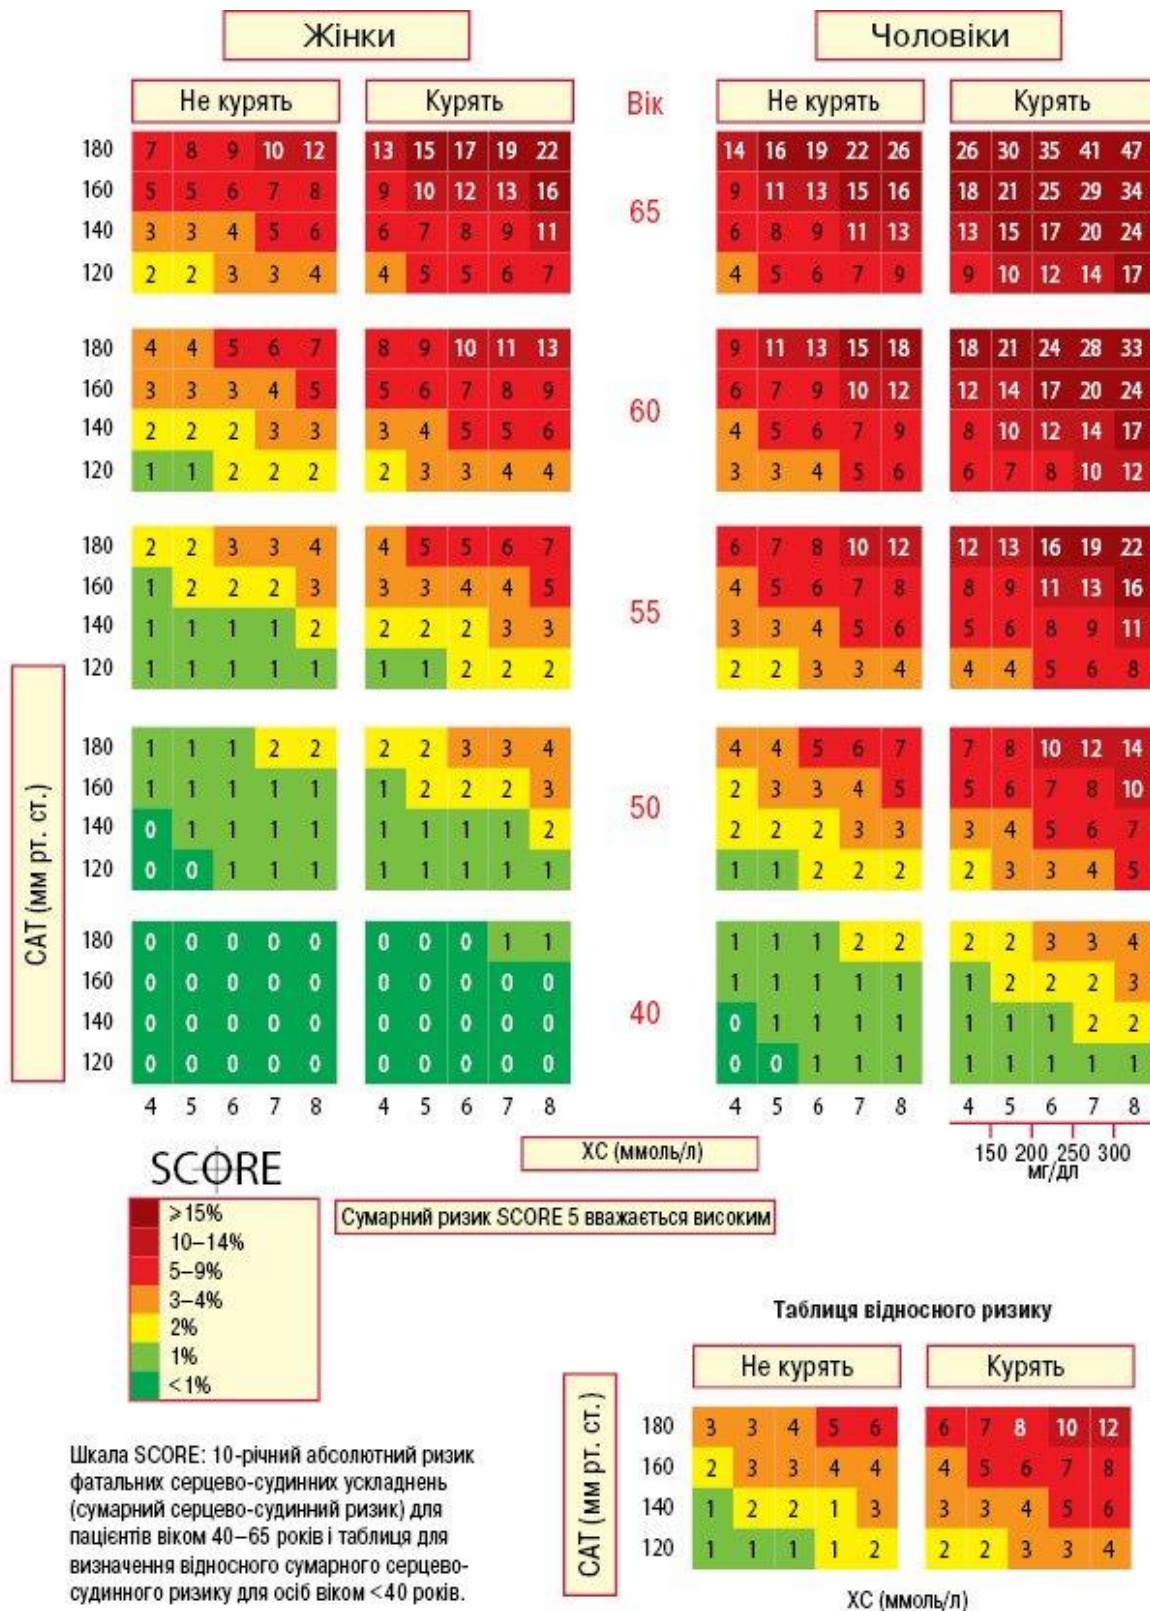 Жінки Чоловіки
Не курять Курять Вік Не курять Курять
180 7 8 9 10 12 13 15 17 19 22 14 16 19 22 26 26 30 35 41 47
160 5 5 6 7 8 9 10 12 13 16 9 11 13 15 16 18 21 25 29 34
65
140 3 3 4 5 6 6 7 8 9 11 6 8 9 11 13 13 15 17 20 24
120 2 2 3 3 4 4 5 5 6 7 4 5 6 7 9 9 10 12 14 17
180 4 4 5 6 7 8 9 10 11 13 9 11 13 15 18 18 21 24 28 33
160 3 3 3 4 5 5 6 7 8 9 6 7 9 10 12 12 14 17 20 24
60
140 2 2 2 3 3 3 4 5 5 6 4 5 6 7 9 8 10 12 14 17
120 1 1 2 2 2 2 3 3 4 4 3 3 4 5 6 6 7 8 10 12
180 2 2 3 3 4 4 5 5 6 7 6 7 8 10 12 12 13 16 19 22
160 1 2 2 2 3 3 3 4 4 5 4 5 6 7 8 8 9 11 13 16
55
140 1 1 1 1 2 2 2 2 3 3 3 3 4 5 6 5 6 8 9 11
120 1 1 1 1 1 1 1 2 2 2 2 2 3 3 4 4 4 5 6 8
180 1 1 1 2 2 2 2 3 3 4 4 4 5 6 7 7 8 10 12 14
160 1 1 1 1 1 1 2 2 2 3 2 3 3 4 5 5 6 7 8 10
50
140 0 1 1 1 1 1 1 1 1 2 2 2 2 3 3 3 4 5 6 7
120 0 0 1 1 1 1 1 1 1 1 1 1 2 2 2 2 3 3 4 5
180 0 0 0 0 0 0 0 0 1 1 1 1 1 2 2 2 2 3 3 4
160 0 0 0 0 0 0 0 0 0 0 1 1 1 1 1 1 2 2 2 3
40
140 0 0 0 0 0 0 0 0 0 0 0 1 1 1 1 1 1 1 2 2
120 0 0 0 0 0 0 0 0 0 0 0 0 1 1 1 1 1 1 1 1
4 5 6 7 8 4 5 6 7 8 4 5 6 7 8 4 5 6 7 8
САТ (мм рт. ст.)
ХС (ммоль/л)
150 200 250 300
мг/дл
SCORE
⩾15%
10–14%
5–9%
3–4%
2%
1%
<1%
Сумарний ризик SCORE 5 вважається високим
Шкала SCORE: 10-річний абсолютний ризик
фатальних серцево-судинних ускладнень
(сумарний серцево-судинний ризик) для
пацієнтів віком 40–65 років і таблиця для
визначення відносного сумарного серцево-
судинного ризику для осіб віком <40 років.
Таблиця відносного ризику
Не курять Курять
180 3 3 4 5 6 6 7 8 10 12
160 2 3 3 4 4 4 5 6 7 8
140 1 2 2 1 3 3 3 4 5 6
120 1 1 1 1 2 2 2 3 3 4
САТ (мм рт. ст.)
ХС (ммоль/л)